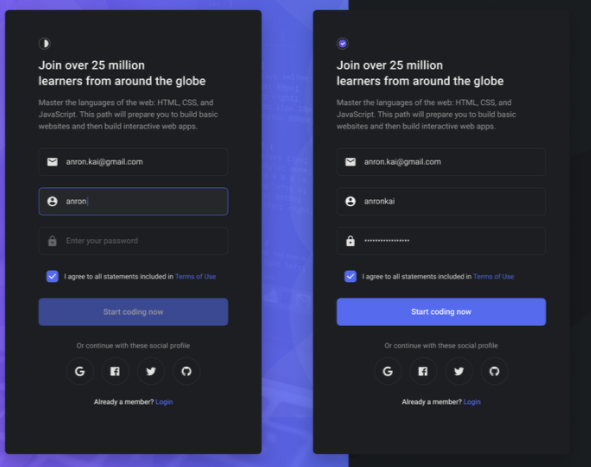 Join over 25 million
learners from around the globe
Master the languages of the web: HTML, CSS, and
JavaScript. This path will prepare you to build basic
websites and then build interactive web apps.
anron.kai@gmail.com
anron
Enter your password
I agree to all statements included in Terms of Use
Start coding now
Or continue with these social profile
Already a member? Login
Join over 25 million
learners from around the globe
Master the languages of the web: HTML, CSS, and
JavaScript. This path will prepare you to build basic
websites and then build interactive web apps.
anron.kai@gmail.com
anronkai
I agree to all statements included in Terms of Use
Start coding now
Or continue with these social profile
Already a member? Login